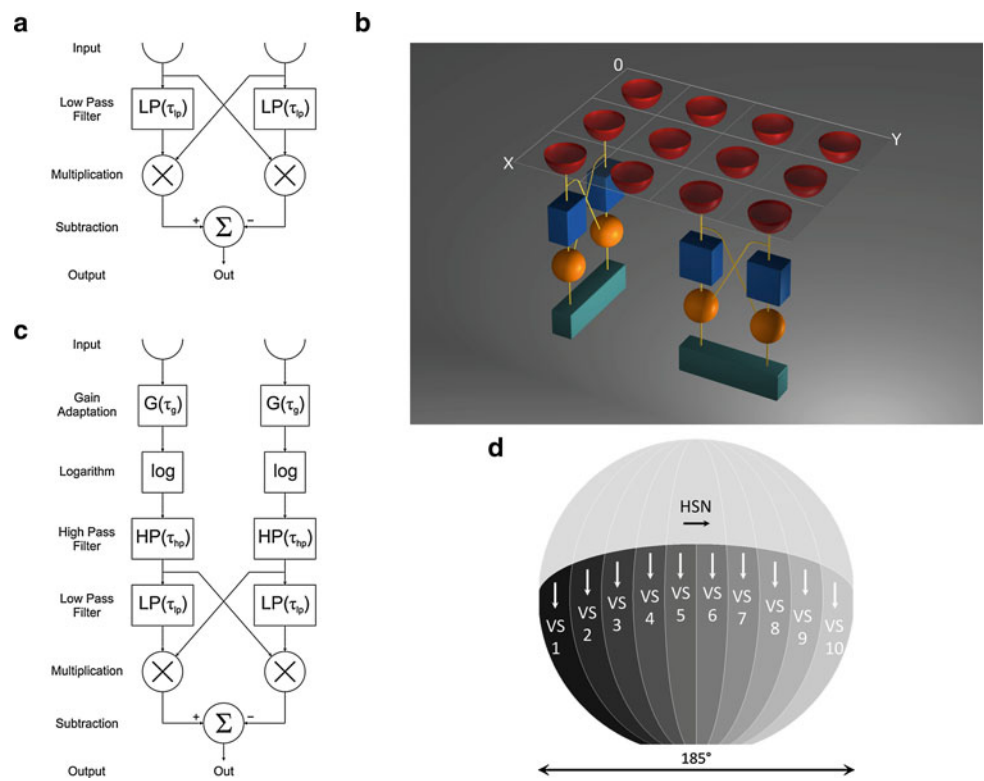 a
Input
Low Pass Filter
LP(τlp) LP(τlp)
Multiplication
× ×
Subtraction
+ Σ −
Output
Out
b
0
X
Y
c
Input
Gain Adaptation
G(τg) G(τg)
Logarithm
log log
High Pass Filter
HP(τhp) HP(τhp)
Low Pass Filter
LP(τlp) LP(τlp)
Multiplication
× ×
Subtraction
+ Σ −
Output
Out
d
HSN
VS 1
VS 2
VS 3
VS 4
VS 5
VS 6
VS 7
VS 8
VS 9
VS 10
185°